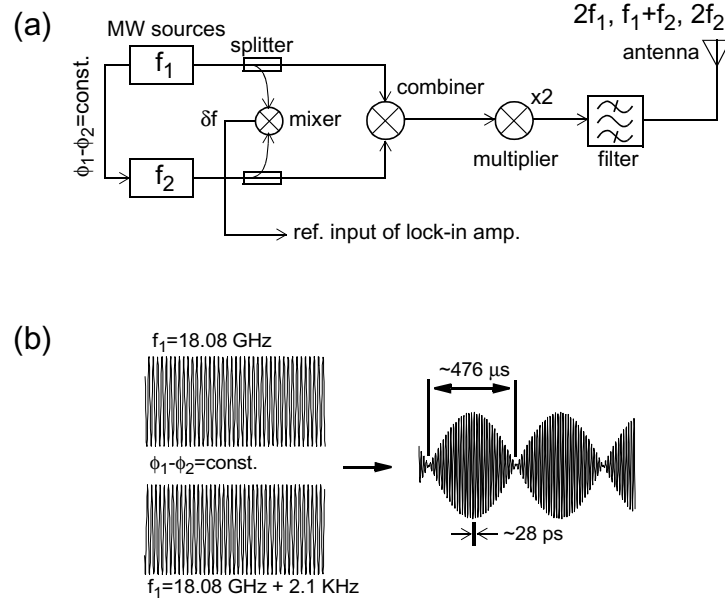 (a)
2f1, f1+f2, 2f2
MW sources
splitter
antenna
f1
combiner
x2
ϕ1-ϕ2=const.
δf
mixer
multiplier
filter
f2
ref. input of lock-in amp.
(b)
f1=18.08 GHz
~476 μs
ϕ1-ϕ2=const.
~28 ps
f1=18.08 GHz + 2.1 KHz